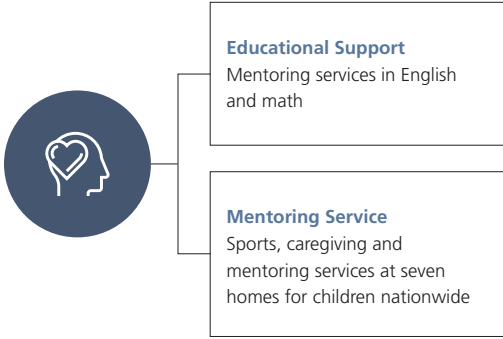 Educational Support
Mentoring services in English
and math
Mentoring Service
Sports, caregiving and
mentoring services at seven
homes for children nationwide